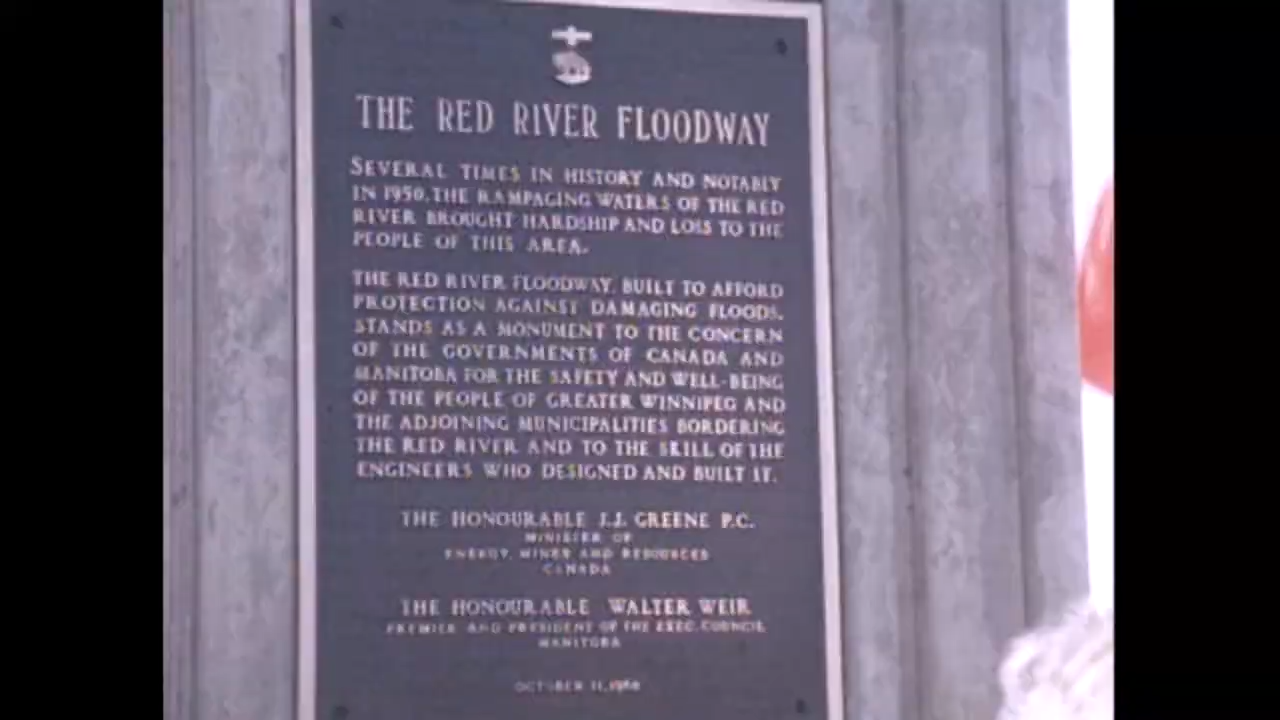 THE RED RIVER FLOODWAY
SEVERAL TIMES IN HISTORY AND NOTABLY
IN 1950, THE RAMPAGING WATERS OF THE RED
RIVER BROUGHT HARDSHIP AND LOSS TO THE
PEOPLE OF THIS AREA.
THE RED RIVER FLOODWAY, BUILT TO AFFORD
PROTECTION AGAINST DAMAGING FLOODS,
STANDS AS A MONUMENT TO THE CONCERN
OF THE GOVERNMENTS OF CANADA AND
MANITOBA FOR THE SAFETY AND WELL-BEING
OF THE PEOPLE OF GREATER WINNIPEG AND
THE ADJOINING MUNICIPALITIES BORDERING
THE RED RIVER AND TO THE SKILL OF THE
ENGINEERS WHO DESIGNED AND BUILT IT.
THE HONOURABLE J.J. GREENE P.C.
MINISTER OF
ENERGY, MINES AND RESOURCES
CANADA
THE HONOURABLE WALTER WEIR
PREMIER AND PRESIDENT OF THE EXEC. COUNCIL
MANITOBA
OCTOBER 11, 1968